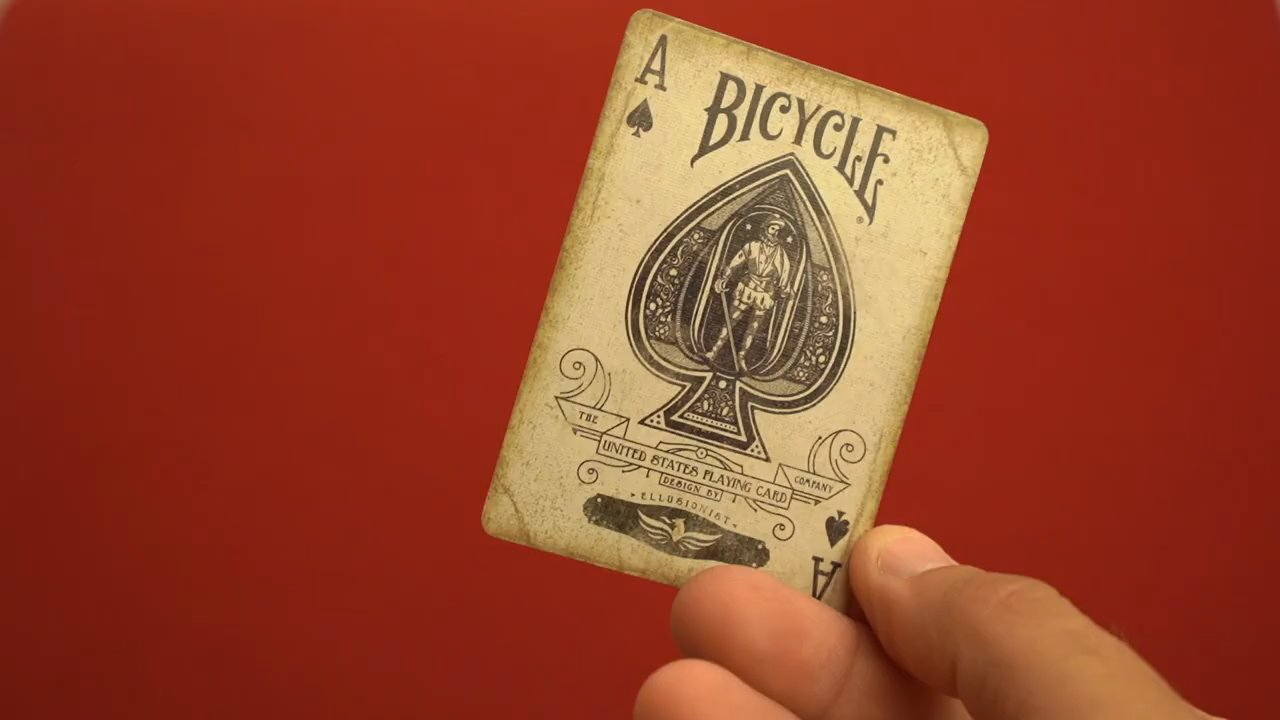 A
BICYCLE
®
THE
UNITED STATES PLAYING CARD
COMPANY
DESIGN BY
ELLUSIONIST
A